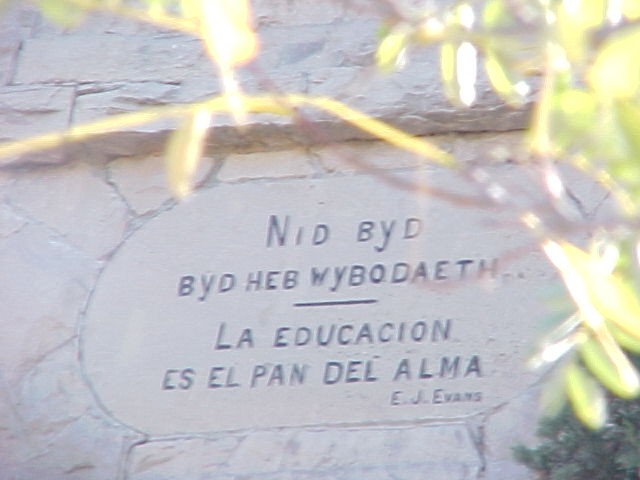 NID BYD
BYD HEB WYBODAETH..
LA EDUCACION
ES EL PAN DEL ALMA
E. J. EVANS